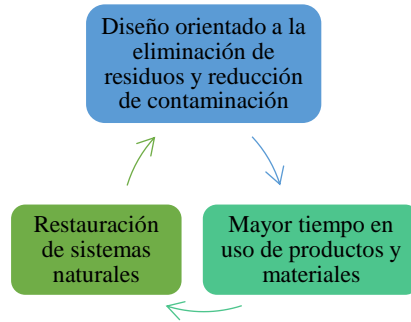 Diseño orientado a la
eliminación de
residuos y reducción
de contaminación
Mayor tiempo en
uso de productos y
materiales
Restauración
de sistemas
naturales